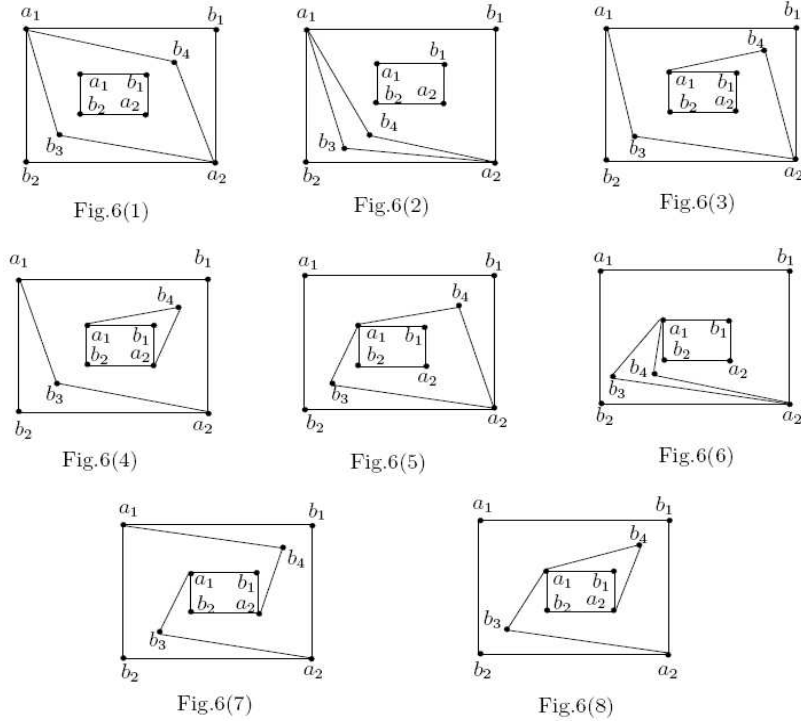 a₁ b₁ a₁ b₁ a₁ b₁
b₄ b₁ b₄
a₁ b₁ a₁ a₁ b₁
b₂ a₂ b₂ a₂ b₂ a₂
b₃ b₃ b₄ b₃
b₂ a₂ b₂ a₂ b₂ a₂
Fig.6(1) Fig.6(2) Fig.6(3)
a₁ b₁ a₁ b₁ a₁ b₁
b₄ b₄
a₁ b₁ a₁ b₁ a₁ b₁
b₂ a₂ b₂ a₂ b₂ a₂
b₃ b₃ b₃ b₄
b₂ a₂ b₂ a₂ b₂ a₂
Fig.6(4) Fig.6(5) Fig.6(6)
a₁ b₁ a₁ b₁
b₄ b₄
a₁ b₁ a₁ b₁
b₂ a₂ b₂ a₂
b₃ b₃
b₂ a₂ b₂ a₂
Fig.6(7) Fig.6(8)